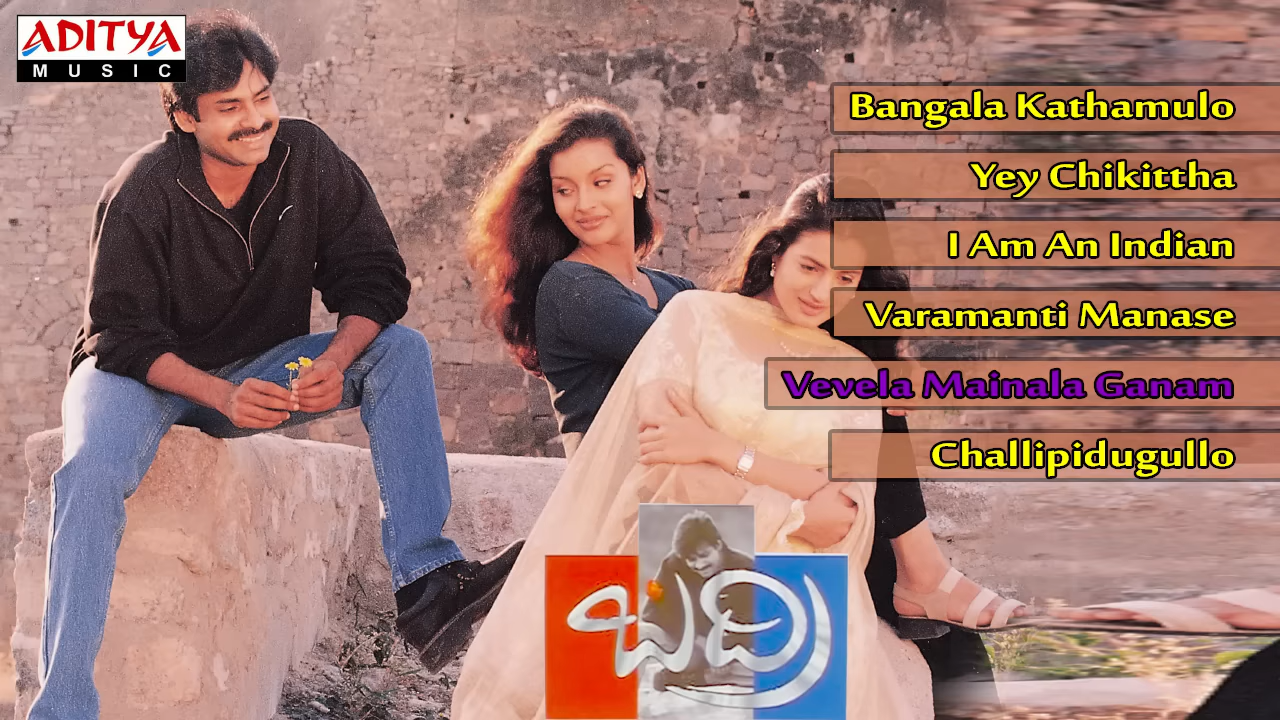 ADITYA
MUSIC
Bangala Kathamulo
Yey Chikittha
I Am An Indian
Varamanti Manase
Vevela Mainala Ganam
Challipidugullo
బద్రి